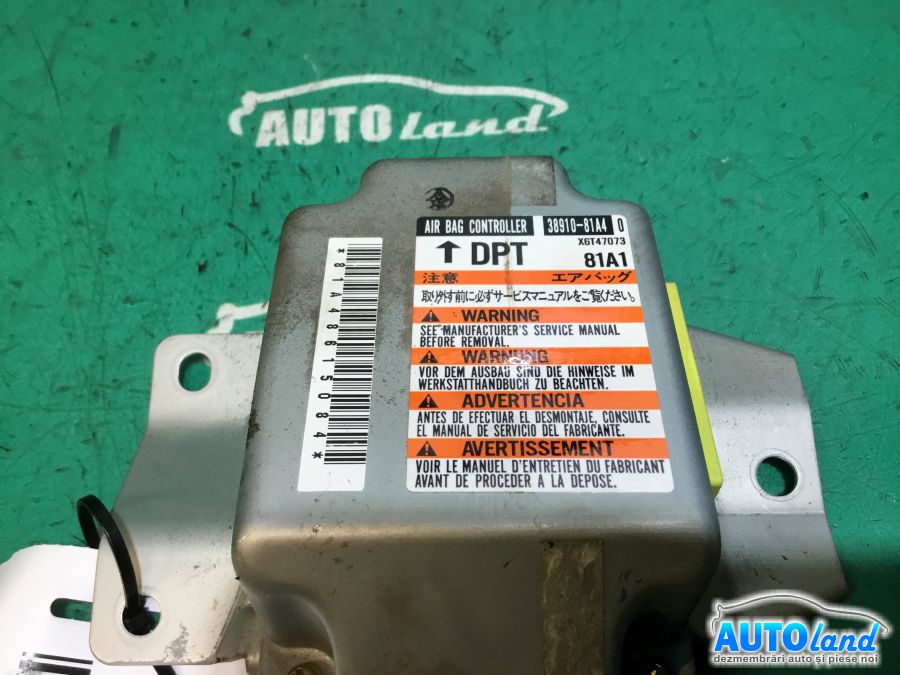 AUTOland
AIR BAG CONTROLLER 38910-81A4 0
X6T47073
↑ DPT 81A1
注意 エアバッグ
取り外す前に必ずサービスマニュアルをご覧ください。
WARNING
SEE MANUFACTURER'S SERVICE MANUAL
BEFORE REMOVAL.
WARNUNG
VOR DEM AUSBAU SIND DIE HINWEISE IM
WERKSTATTHANDBUCH ZU BEACHTEN.
ADVERTENCIA
ANTES DE EFECTUAR EL DESMONTAJE, CONSULTE
EL MANUAL DE SERVICIO DEL FABRICANTE.
AVERTISSEMENT
VOIR LE MANUEL D'ENTRETIEN DU FABRICANT
AVANT DE PROCEDER A LA DEPOSE.
*81A48615084*
AUTOland
dezmembrări auto și piese noi